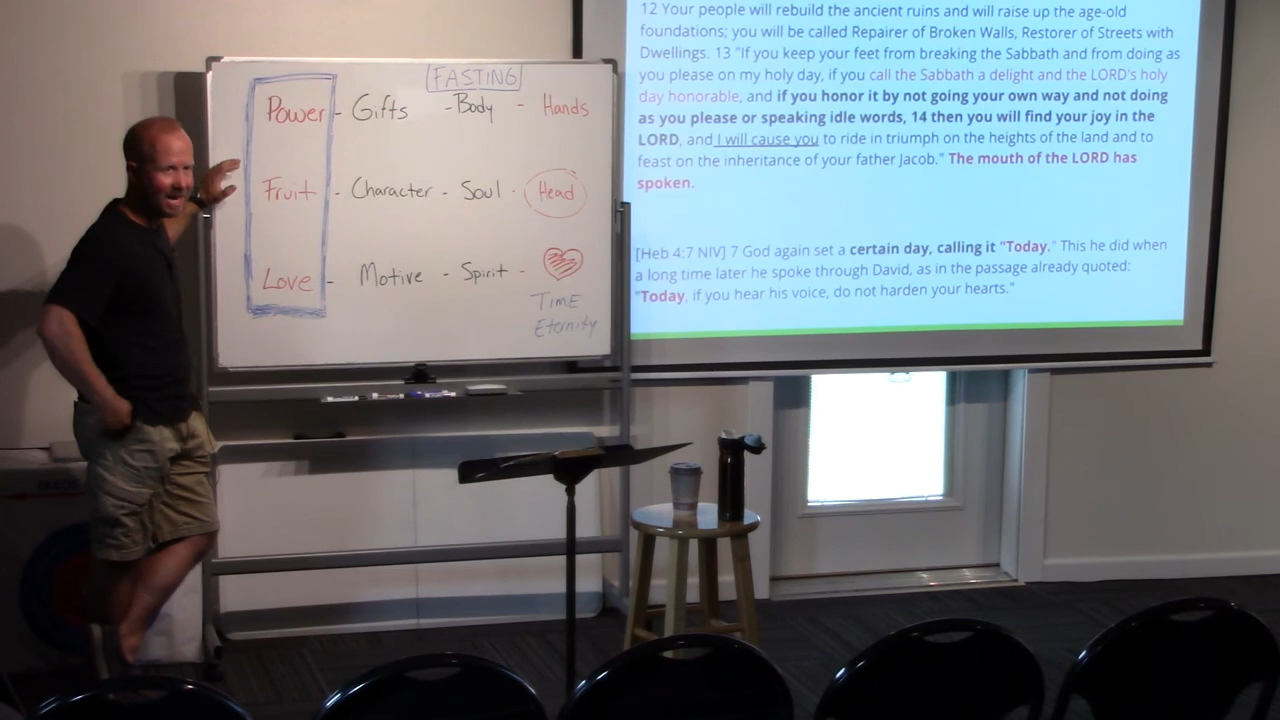 FASTING
Power - Gifts - Body - Hands
Fruit - Character - Soul - Head
Love - Motive - Spirit -
TIME
Eternity
12 Your people will rebuild the ancient ruins and will raise up the age-old
foundations; you will be called Repairer of Broken Walls, Restorer of Streets with
Dwellings. 13 "If you keep your feet from breaking the Sabbath and from doing as
you please on my holy day, if you call the Sabbath a delight and the LORD's holy
day honorable, and if you honor it by not going your own way and not doing
as you please or speaking idle words, 14 then you will find your joy in the
LORD, and I will cause you to ride in triumph on the heights of the land and to
feast on the inheritance of your father Jacob." The mouth of the LORD has
spoken.
[Heb 4:7 NIV] 7 God again set a certain day, calling it "Today." This he did when
a long time later he spoke through David, as in the passage already quoted:
"Today, if you hear his voice, do not harden your hearts."